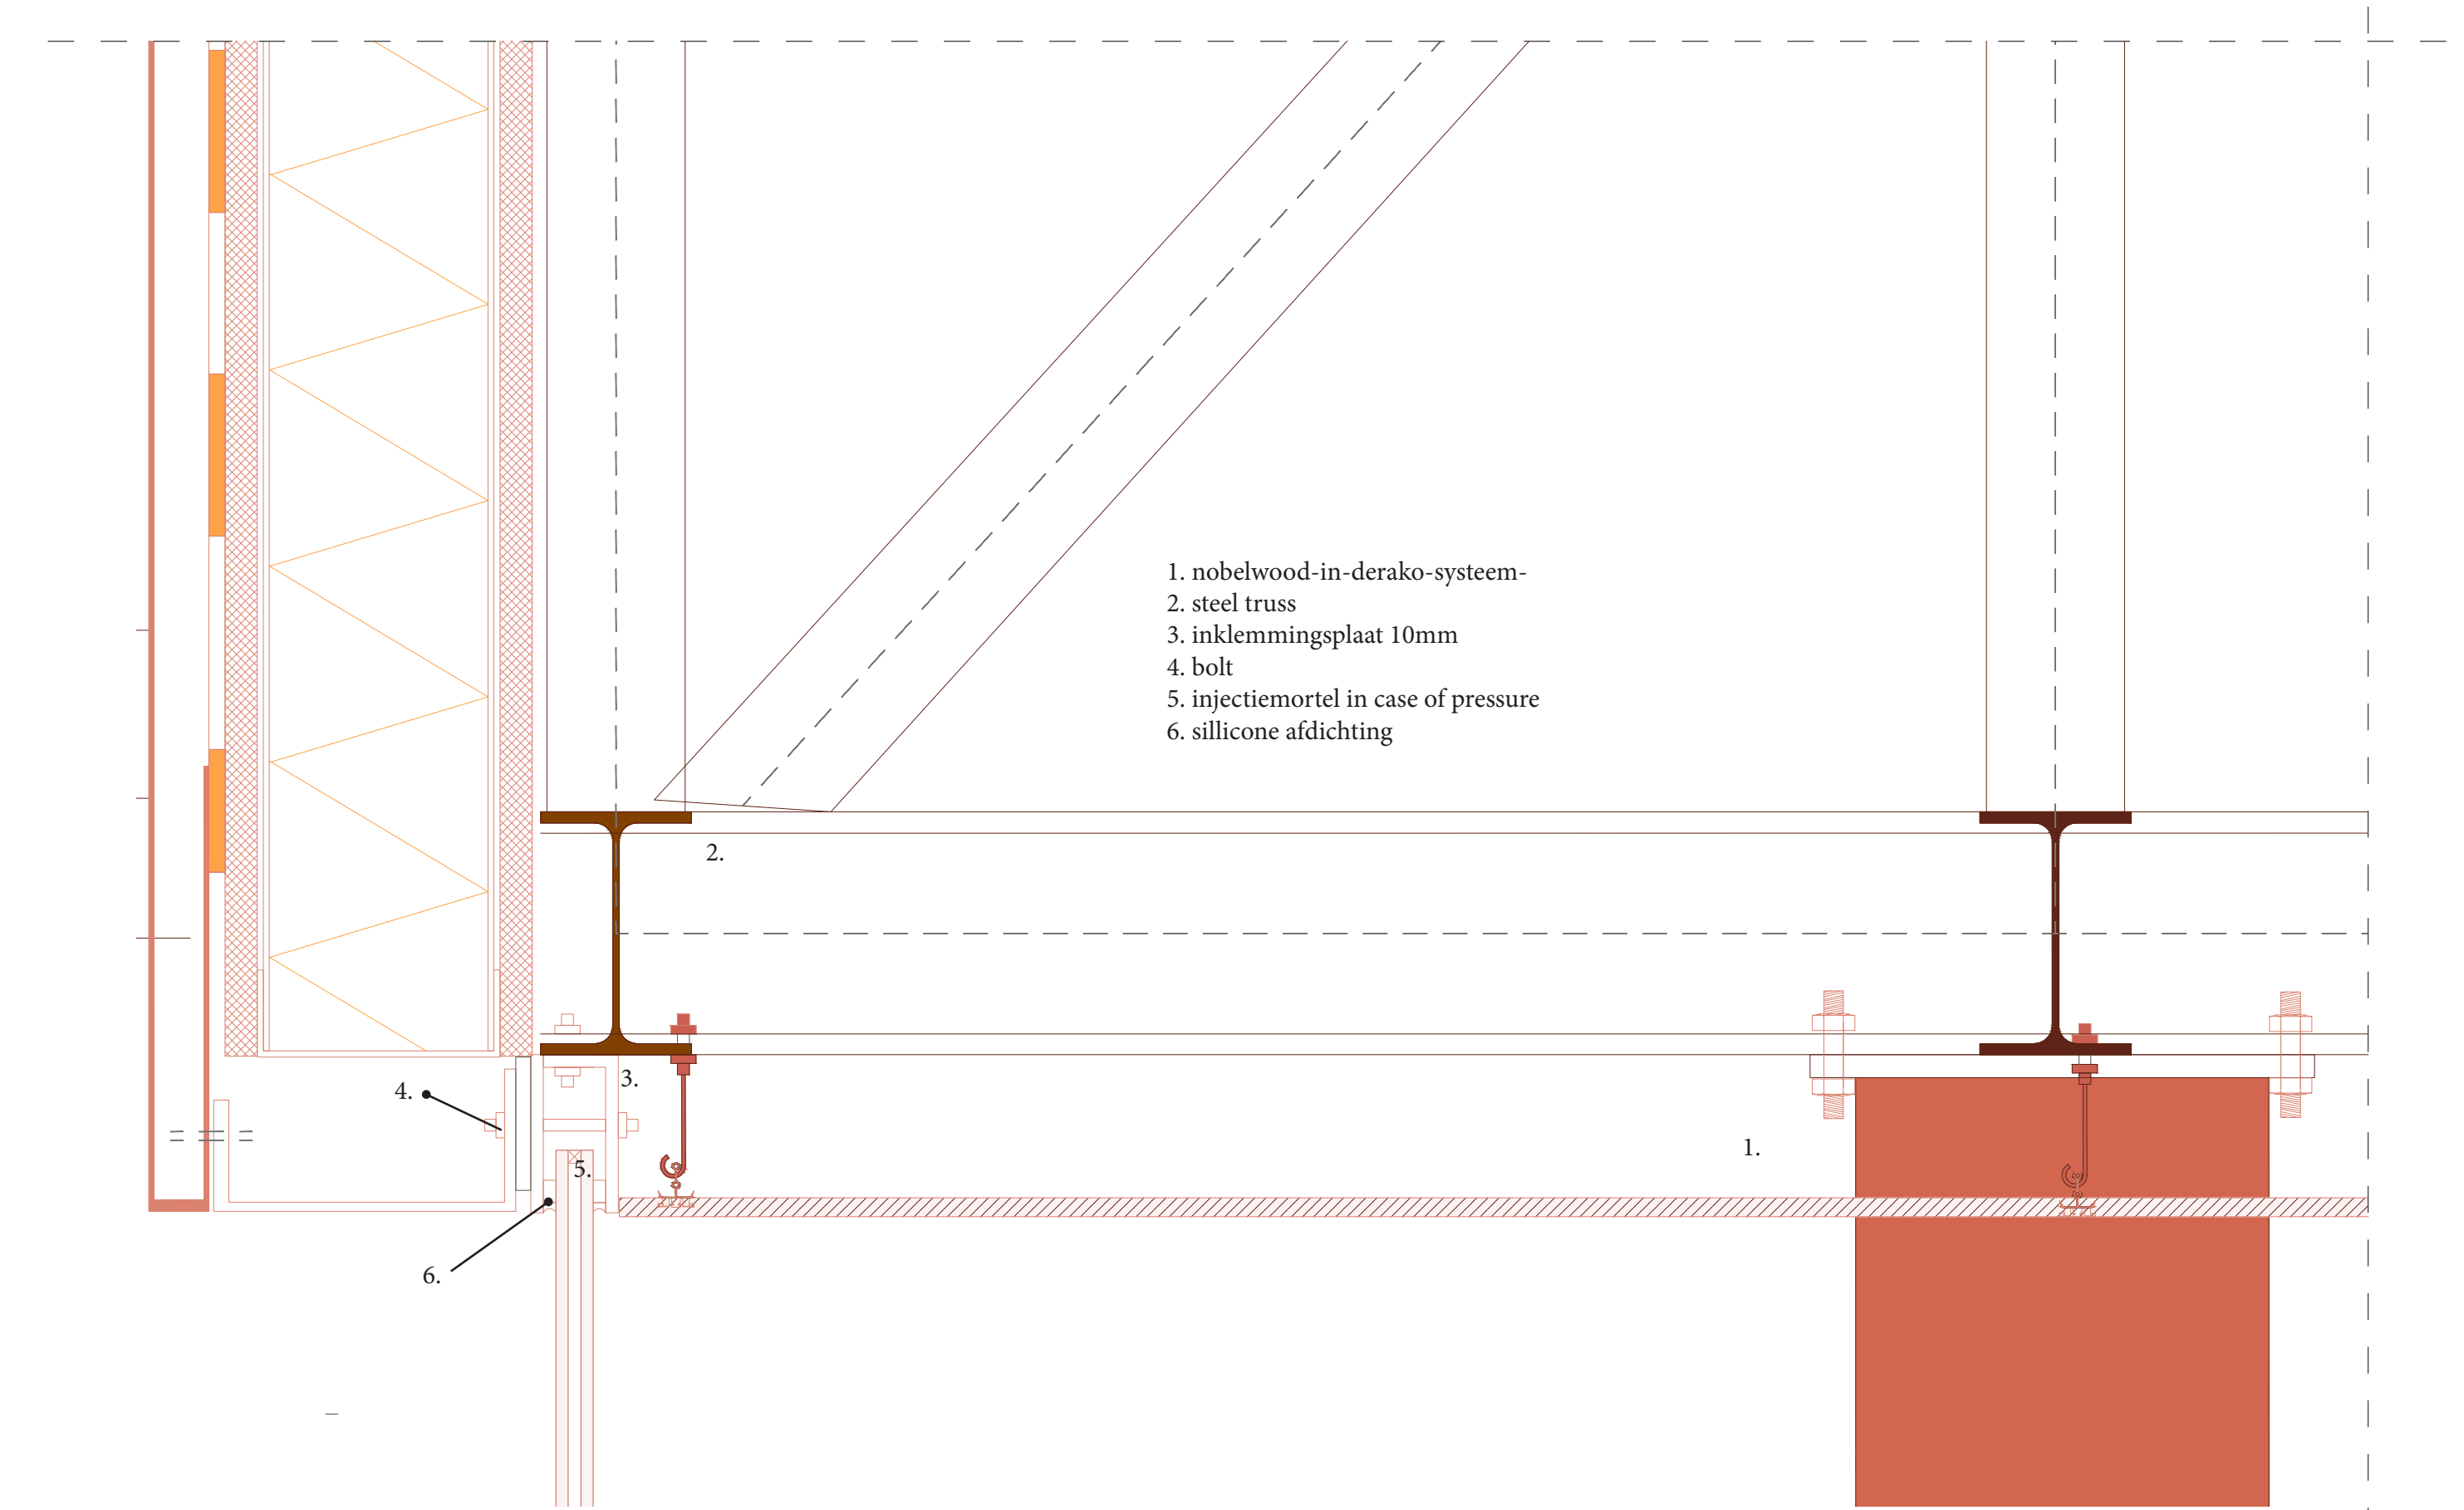 1. nobelwood-in-derako-systeem-
2. steel truss
3. inklemmingsplaat 10mm
4. bolt
5. injectiemortel in case of pressure
6. sillicone afdichting
2.
3.
4.
1.
5.
6.